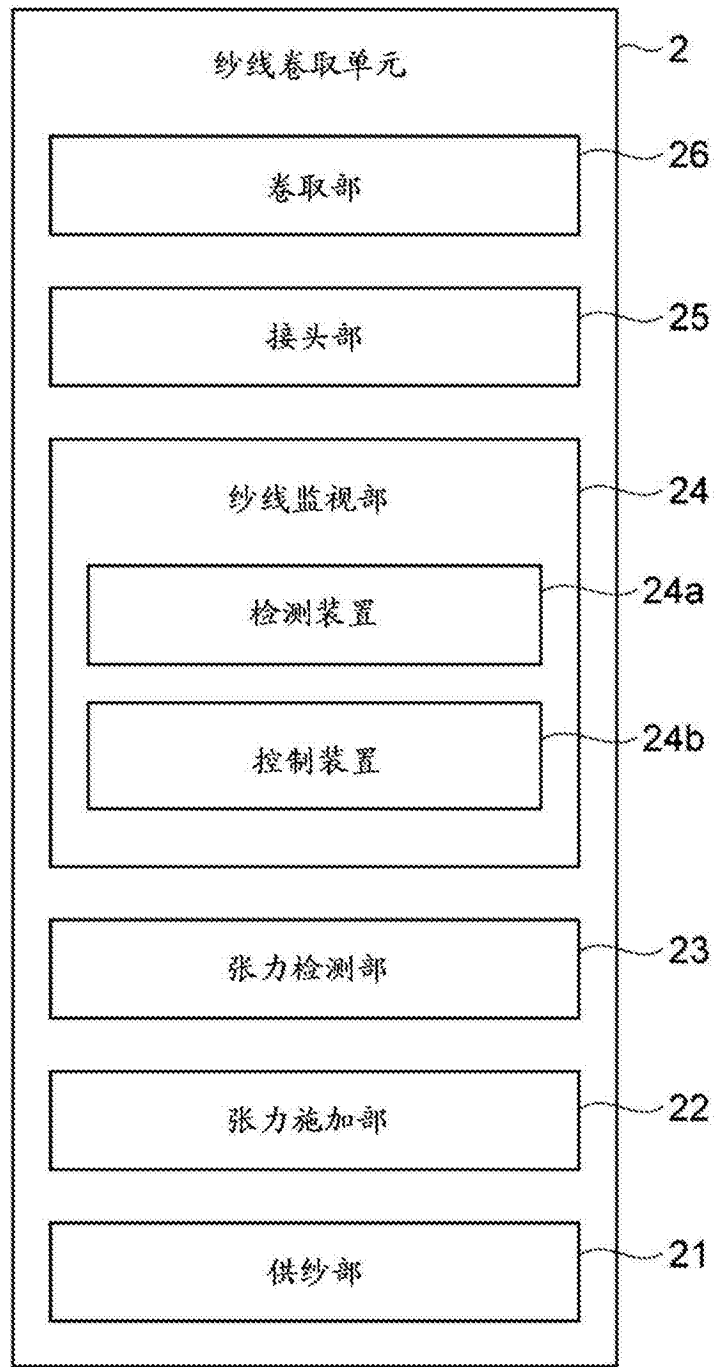 纱线卷取单元
2
卷取部
26
接头部
25
纱线监视部
24
检测装置
24a
控制装置
24b
张力检测部
23
张力施加部
22
供纱部
21